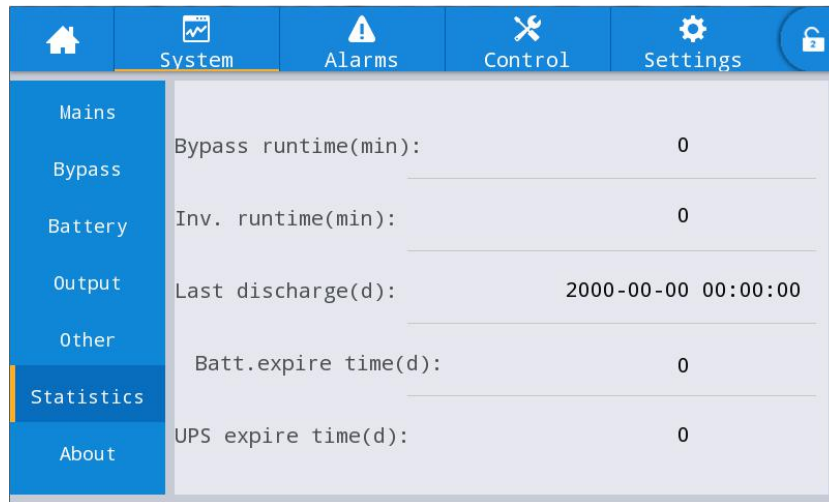 System Alarms Control Settings 2
Mains
Bypass
Battery
Output
Other
Statistics
About
Bypass runtime(min): 0
Inv. runtime(min): 0
Last discharge(d): 2000-00-00 00:00:00
Batt.expire time(d): 0
UPS expire time(d): 0